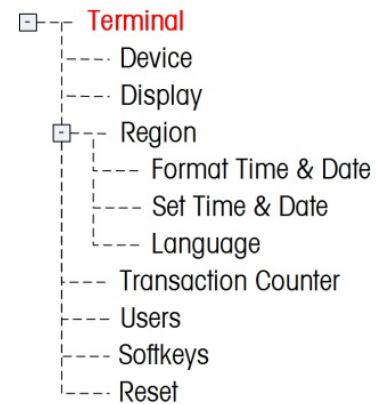 Terminal
Device
Display
Region
Format Time & Date
Set Time & Date
Language
Transaction Counter
Users
Softkeys
Reset